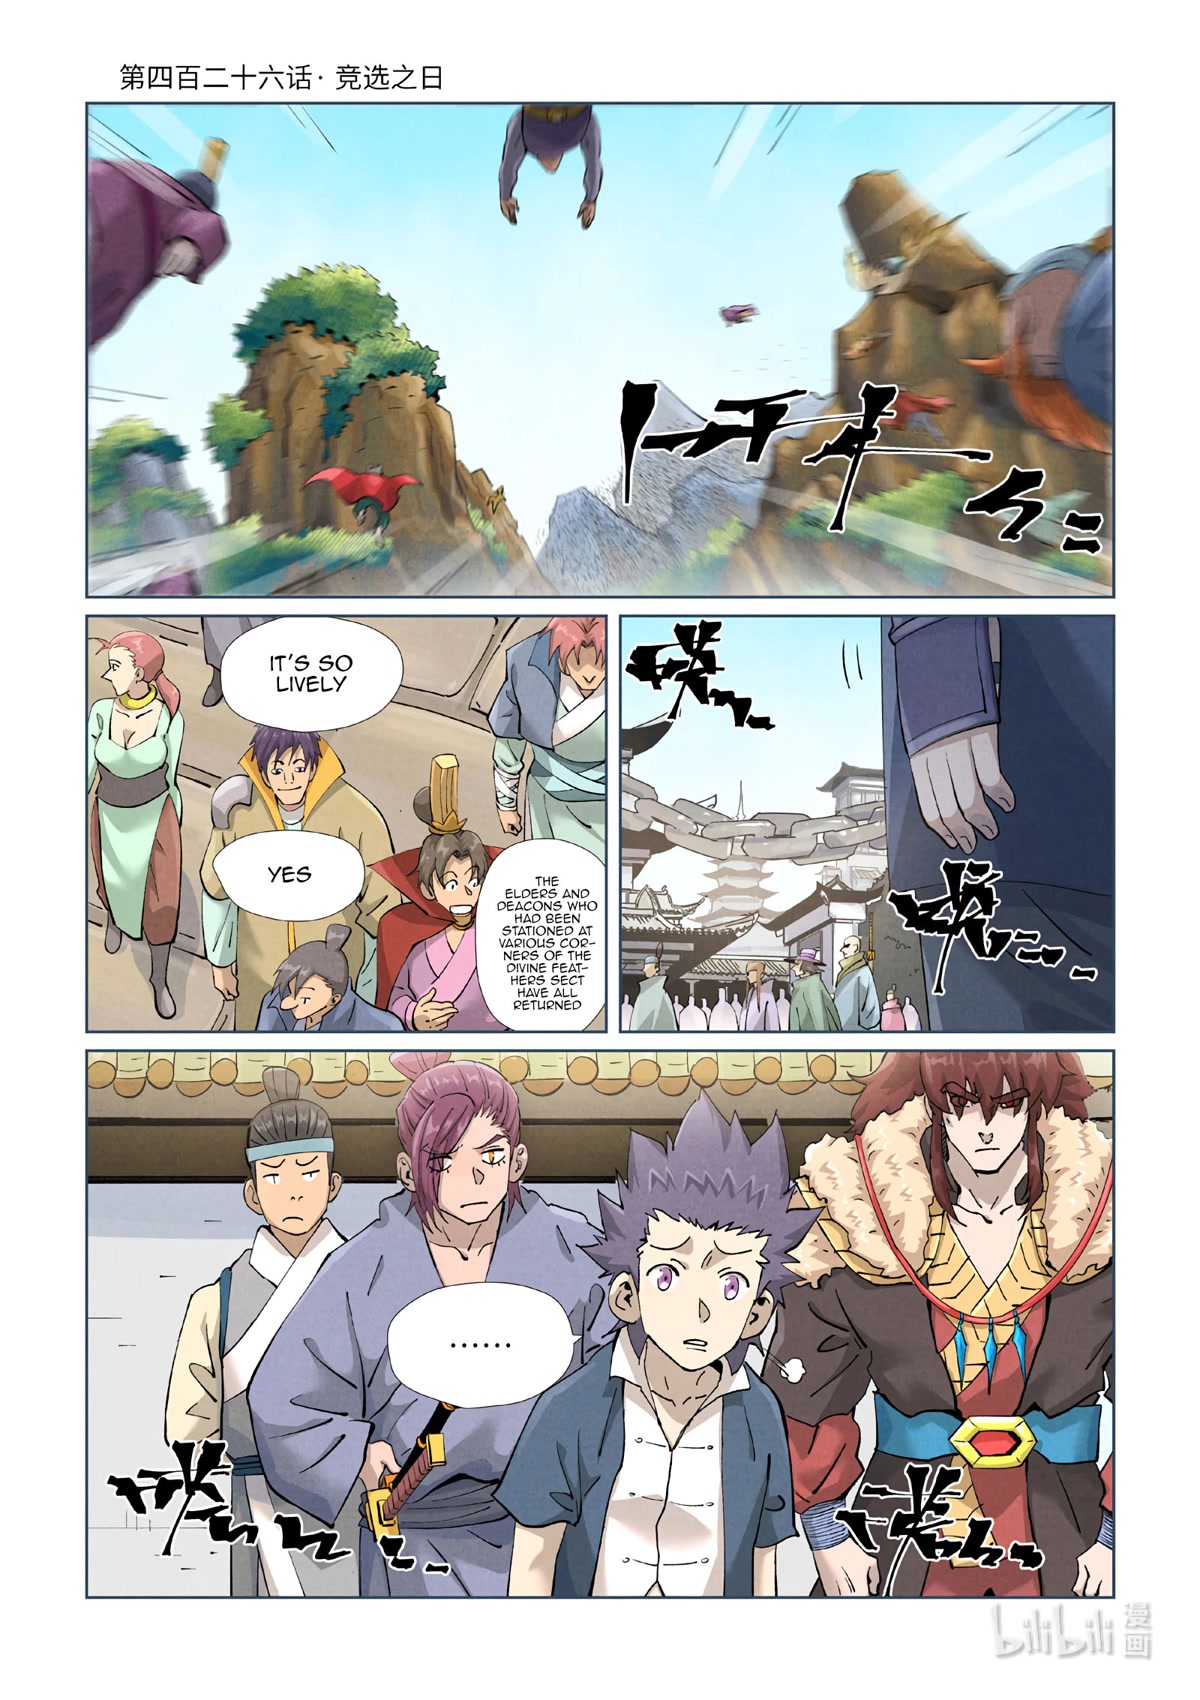 第四百二十六话·竞选之日
IT'S SO
LIVELY
YES
THE
ELDERS AND
DEACONS WHO
HAD BEEN
STATIONED AT
VARIOUS COR-
NERS OF THE
DIVINE FEAT-
HERS SECT
HAVE ALL
RETURNED
......
bilibili
漫画